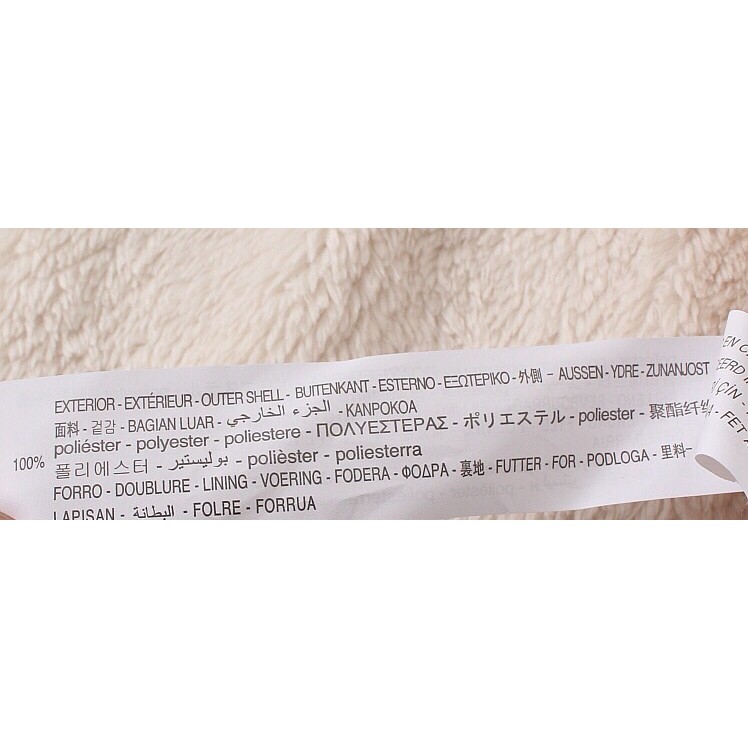 EXTERIOR - EXTÉRIEUR - OUTER SHELL - BUITENKANT - ESTERNO - ΕΞΩΤΕΡΙΚΟ - 外側 - AUSSEN - YDRE - ZUNANJOST
面料 - 겉감 - BAGIAN LUAR - الجزء الخارجي - KANPOKOA
100% poliéster - polyester - poliestere - ΠΟΛΥΕΣΤΕΡΑΣ - ポリエステル - poliester - 聚酯纤维
폴리에스터 - بوليستير - polièster - poliesterra
FORRO - DOUBLURE - LINING - VOERING - FODERA - ΦΟΔΡΑ - 裏地 - FUTTER - FOR - PODLOGA - 里料 -
LAPISAN - البطانة - FOLRE - FORRUA